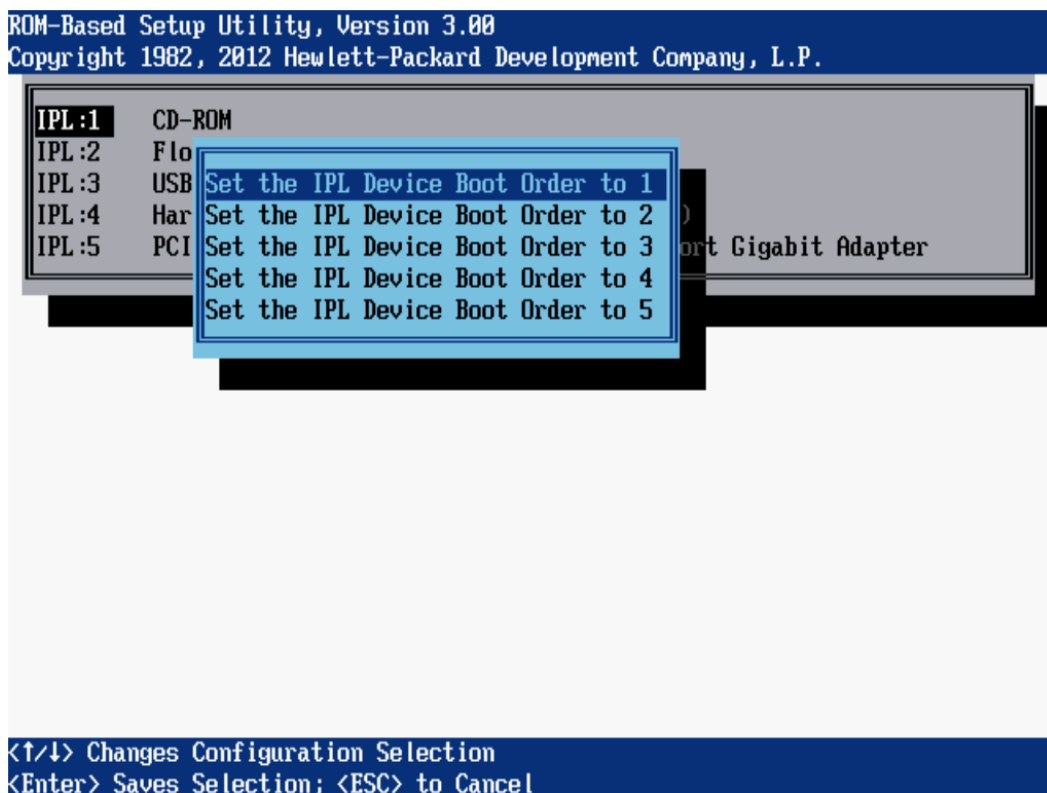 ROM-Based Setup Utility, Version 3.00
Copyright 1982, 2012 Hewlett-Packard Development Company, L.P.
IPL:1 CD-ROM
IPL:2 Flo
IPL:3 USB
IPL:4 Har )
IPL:5 PCI ort Gigabit Adapter
Set the IPL Device Boot Order to 1
Set the IPL Device Boot Order to 2
Set the IPL Device Boot Order to 3
Set the IPL Device Boot Order to 4
Set the IPL Device Boot Order to 5
<↑/↓> Changes Configuration Selection
<Enter> Saves Selection; <ESC> to Cancel